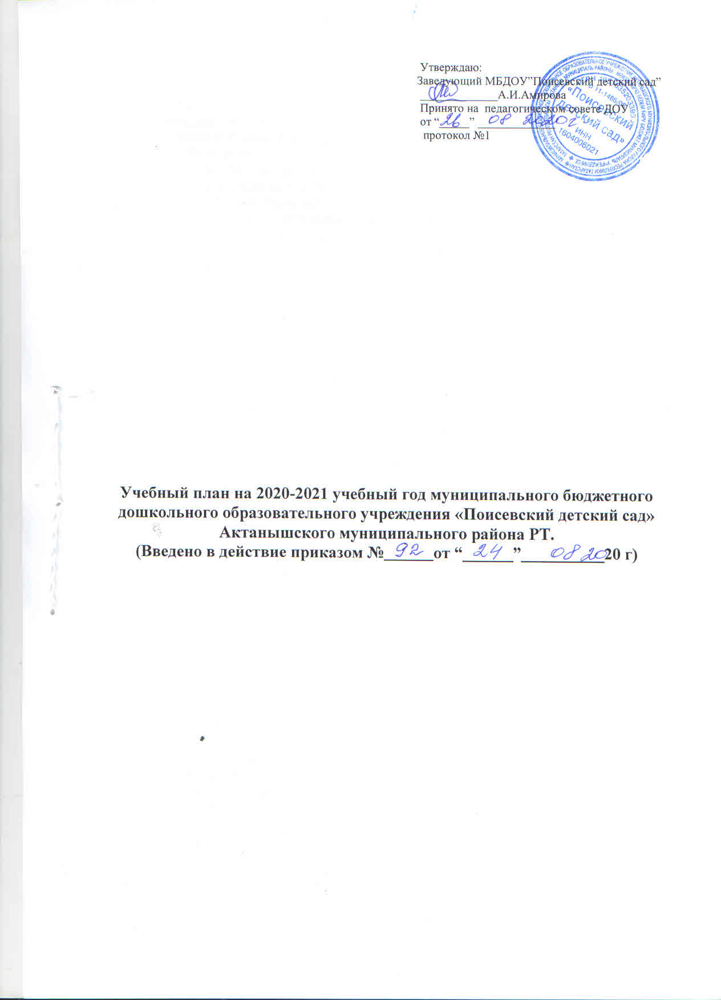 Утверждаю:
Заведующий МБДОУ”Поисевский детский сад”
А.И.Амирова
Принято на педагогическом совете ДОУ
от “26” 08 2020 г
протокол №1
«Поисевский
детский сад»
ИНН
1604006021
Учебный план на 2020-2021 учебный год муниципального бюджетного
дошкольного образовательного учреждения «Поисевский детский сад»
Актанышского муниципального района РТ.
(Введено в действие приказом № 92 от “ 24 ” 08 2020 г)